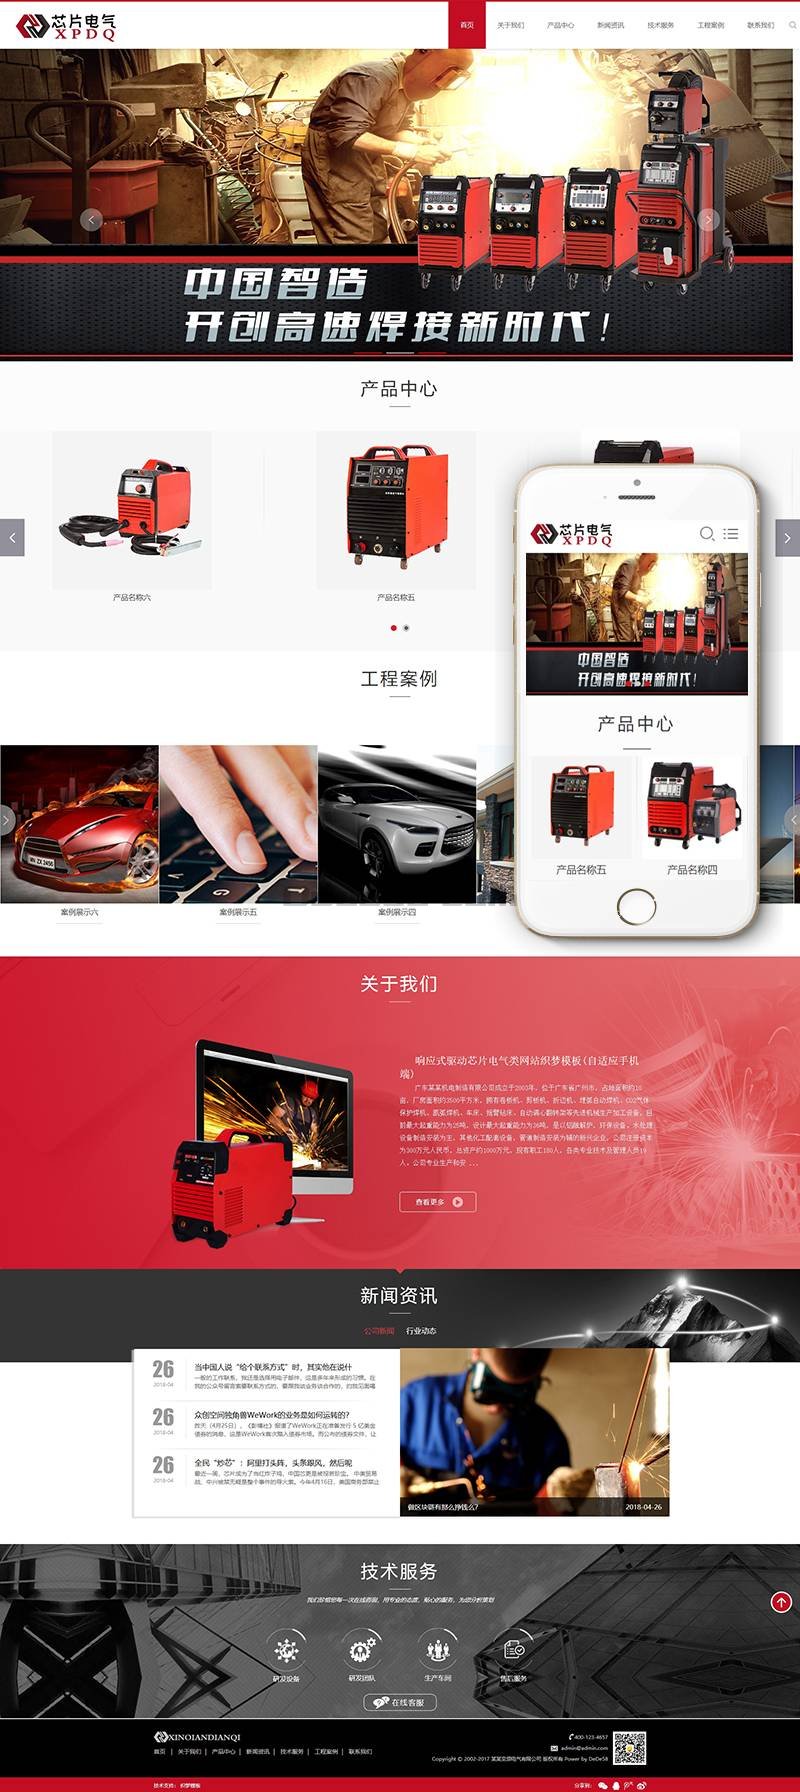 芯片电气
XPDQ
首页 关于我们 产品中心 新闻资讯 技术服务 工程案例 联系我们
中国智造
开创高速焊接新时代!
产品中心
产品名称六 产品名称五
芯片电气
XPDQ
中国智造
开创高速焊接新时代!
产品中心
产品名称五 产品名称四
工程案例
案例展示六 案例展示五 案例展示四
关于我们
响应式驱动芯片电气类网站织梦模板(自适应手机
端)
广东某某机电制造有限公司成立于2003年, 位于广东省广州市, 占地面积约10
亩, 厂房面积约3500平方米, 拥有卷板机、剪板机、折边机、埋弧自动焊机、CO2气体
保护焊机、氩弧焊机、车床、摇臂钻床、自动调心翻转架等先进机械生产加工设备, 目
前最大起重能力为25吨, 设计最大起重能力为36吨, 是以铝酸解炉、环保设备、水处理
设备制造安装为主, 其他化工配套设备、管道制造安装为辅的新兴企业, 公司注册资本
为300万元人民币, 总资产约1000万元, 现有职工180人, 各类专业技术及管理人员19
人, 公司专业生产和安 ...
查看更多
新闻资讯
公司新闻 行业动态
26
2018-04
当中国人说“给个联系方式”时,其实他在说什
一般的工作联系,我还是选择用电子邮件,这是多年来形成的习惯。在
我的公众号留言索要联系方式的,要跟我谈业务谈合作的,约我见面喝
26
2018-04
众创空间独角兽WeWork的业务是如何运转的?
昨天(4月25日),《彭博社》报道了WeWork正在准备发行 5 亿美金
债券的消息,这是WeWork首次踏入债券市场。而公布的债券文件,让
26
2018-04
全民“炒芯”:阿里打头阵,头条跟风,然后呢
最近一周,芯片成为了当红炸子鸡,中国芯更是被视若珍宝。 中美贸易
战,中兴被禁无疑是整个事件的导火索。今年4月16日,美国商务部禁止
做区块链有那么挣钱么? 2018-04-26
技术服务
我们珍惜您每一次在线咨询,用专业的态度,贴心的服务,为您分析策划
研发设备 研发团队 生产车间 售后服务
在线客服
XINOIANDIANQI
首页 | 关于我们 | 产品中心 | 新闻资讯 | 技术服务 | 工程案例 | 联系我们
400-123-4657
admin@admin.com
Copyright © 2002-2017 某某变频电气有限公司 版权所有 Power by DeDe58
技术支持: 织梦模板
分享到: